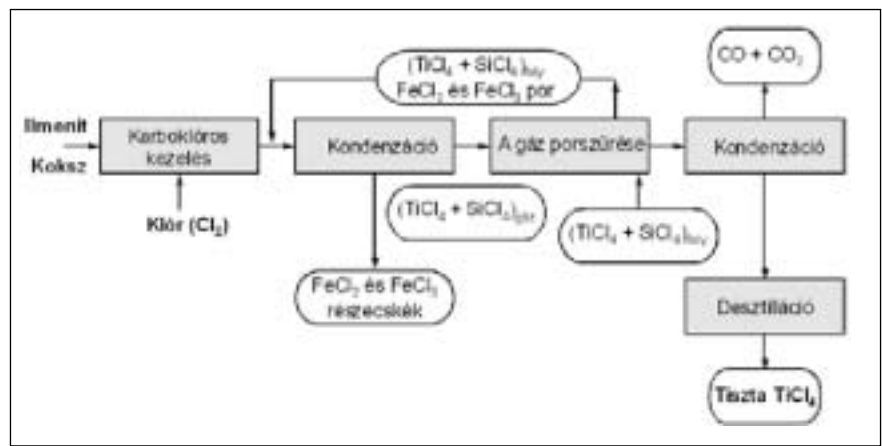 CO + CO₂
(TiCl₄ + SiCl₄)foly
FeCl₂ és FeCl₃ por
Ilmenit
Koksz
Karboklóros
kezelés
Kondenzáció
A gáz porszűrése
Kondenzáció
Klór (Cl₂)
(TiCl₄ + SiCl₄)gáz
(TiCl₄ + SiCl₄)foly
FeCl₂ és FeCl₃
részecskék
Desztilláció
Tiszta TiCl₄